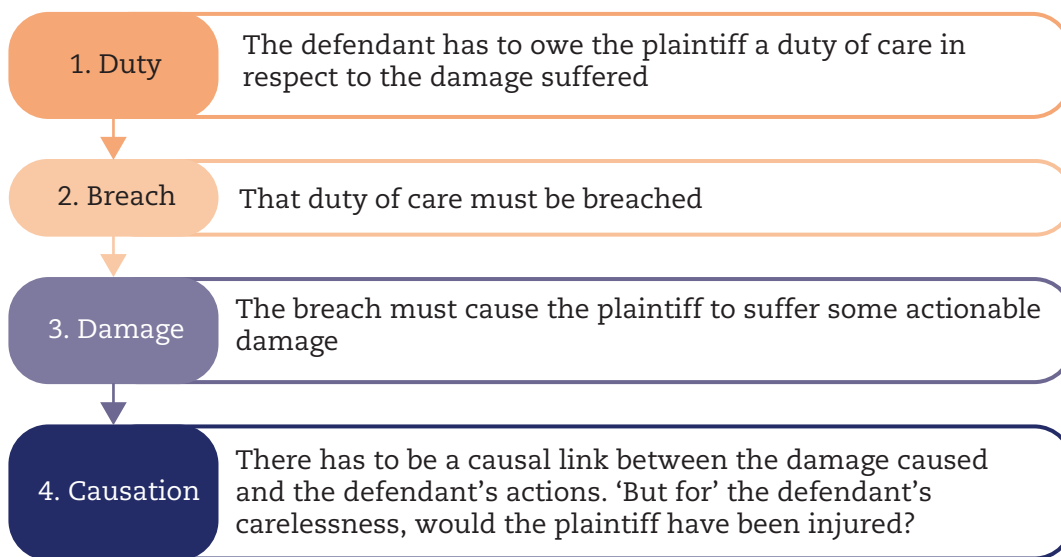 1. Duty
The defendant has to owe the plaintiff a duty of care in
respect to the damage suffered
2. Breach
That duty of care must be breached
3. Damage
The breach must cause the plaintiff to suffer some actionable
damage
4. Causation
There has to be a causal link between the damage caused
and the defendant’s actions. ‘But for’ the defendant’s
carelessness, would the plaintiff have been injured?